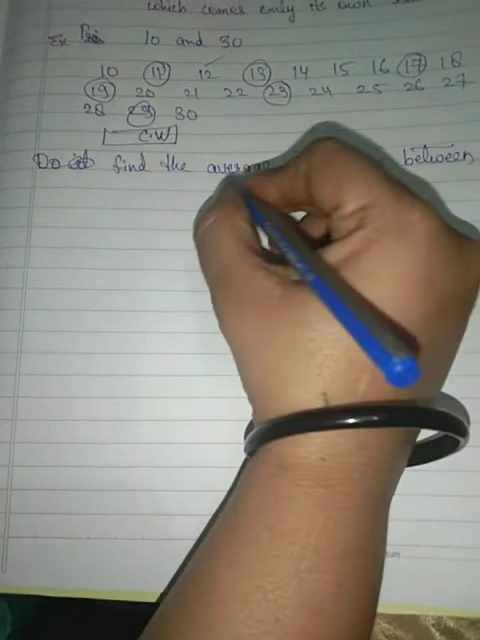 which comes only its own
Ex 10 and 30
10 11 12 13 14 15 16 17 18
19 20 21 22 23 24 25 26 27
28 29 30
C.W
Do find the average between